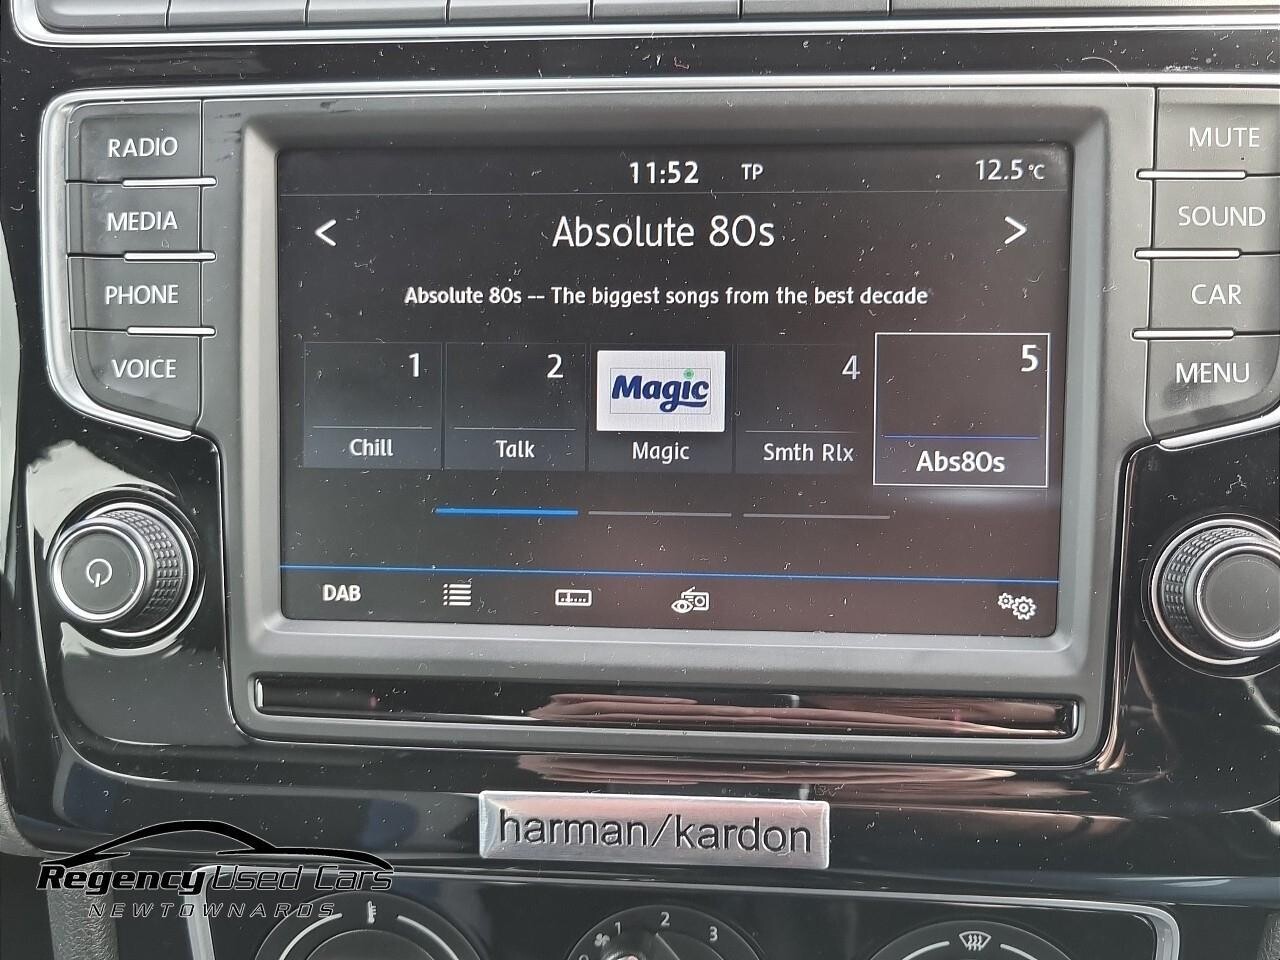 RADIO
MEDIA
PHONE
VOICE
11:52 TP 12.5°C
< Absolute 80s >
Absolute 80s -- The biggest songs from the best decade
1 2 4 5
Magic
Chill Talk Magic Smth Rlx Abs80s
DAB
MUTE
SOUND
CAR
MENU
harman/kardon
Regency Used Cars
NEWTOWNARDS
1 2 3